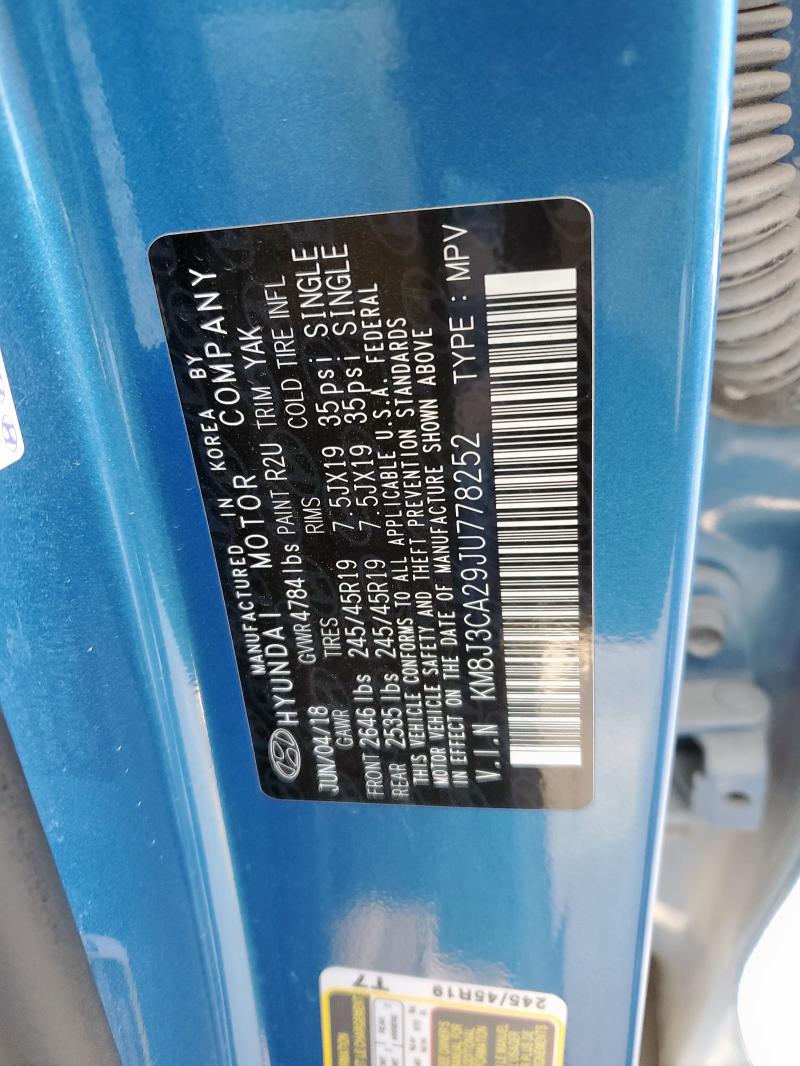 MANUFACTURED IN KOREA BY
HYUNDAI MOTOR COMPANY
JUN/04/18 GVWR 4784 lbs PAINT R2U TRIM YAK
GAWR TIRES RIMS COLD TIRE INFL
FRONT 2646 lbs 245/45R19 7.5JX19 35psi SINGLE
REAR 2535 lbs 245/45R19 7.5JX19 35psi SINGLE
THIS VEHICLE CONFORMS TO ALL APPLICABLE U.S.A. FEDERAL
MOTOR VEHICLE SAFETY AND THEFT PREVENTION STANDARDS
IN EFFECT ON THE DATE OF MANUFACTURE SHOWN ABOVE
V.I.N KM8J3CA29JU778252 TYPE : MPV
T7
245/45R19